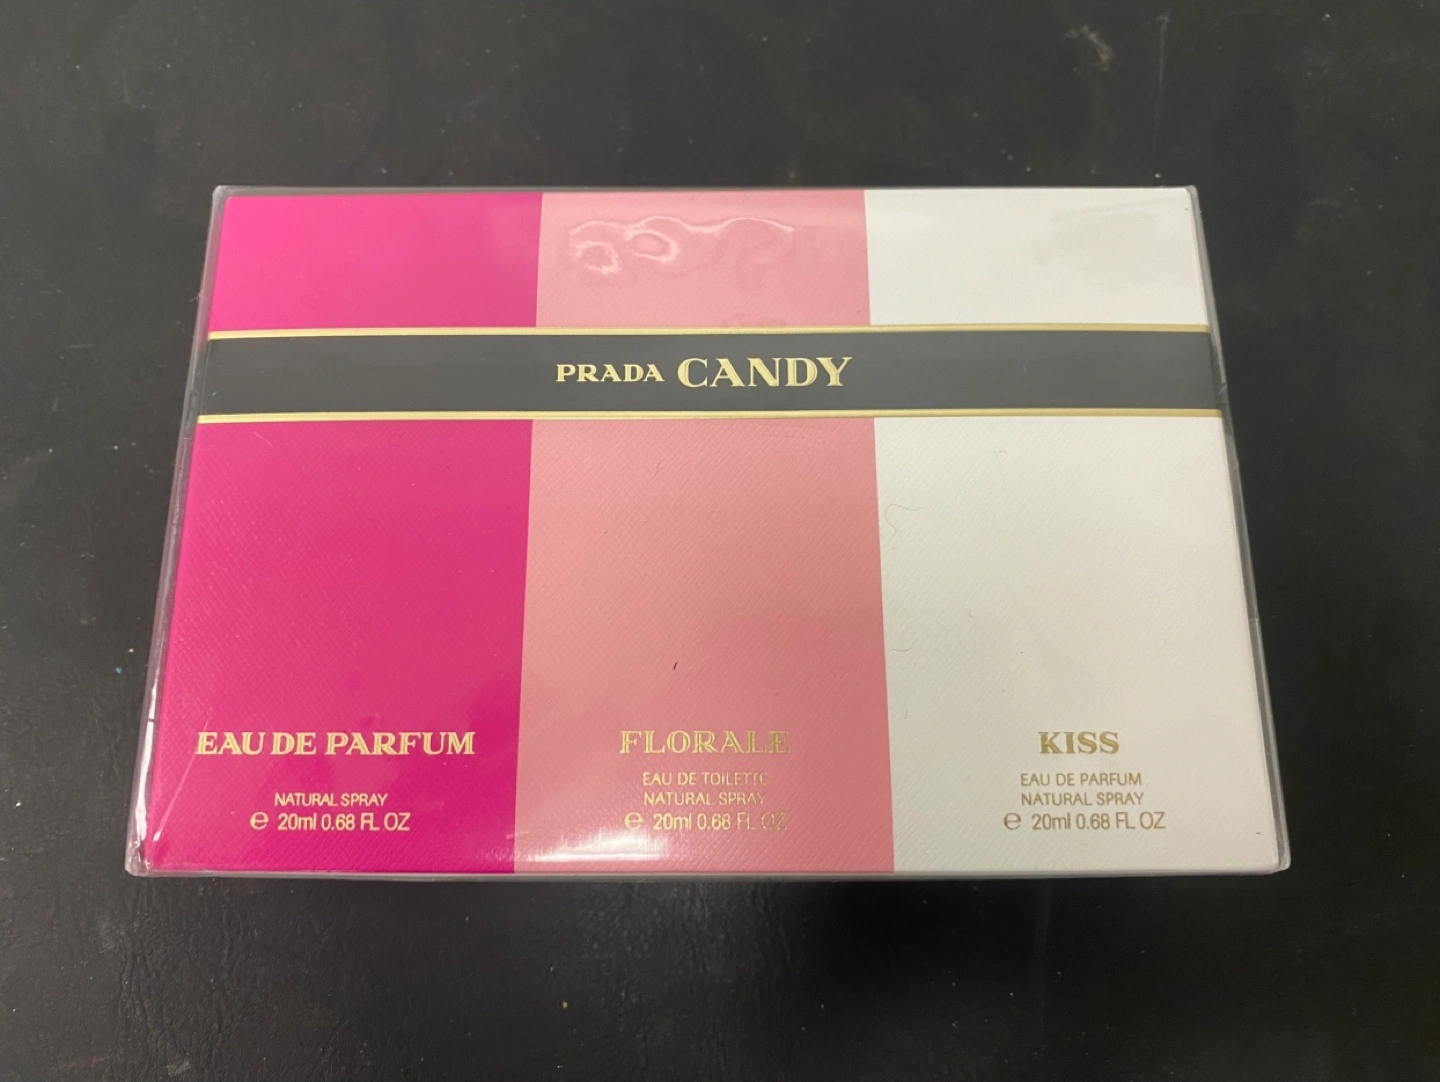 PRADA CANDY
EAU DE PARFUM
NATURAL SPRAY
℮ 20ml 0.68 FL OZ
FLORALE
EAU DE TOILETTE
NATURAL SPRAY
℮ 20ml 0.68 FL OZ
KISS
EAU DE PARFUM
NATURAL SPRAY
℮ 20ml 0.68 FL OZ